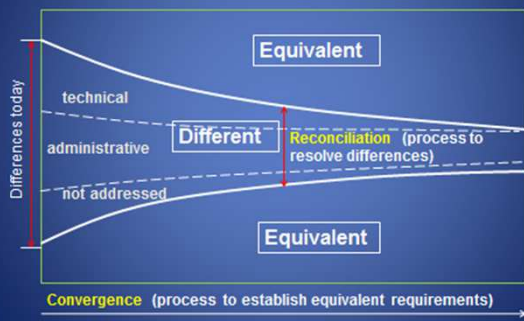 Equivalent
technical
Different
Reconciliation (process to
resolve differences)
administrative
Differences today
not addressed
Equivalent
Convergence (process to establish equivalent requirements)